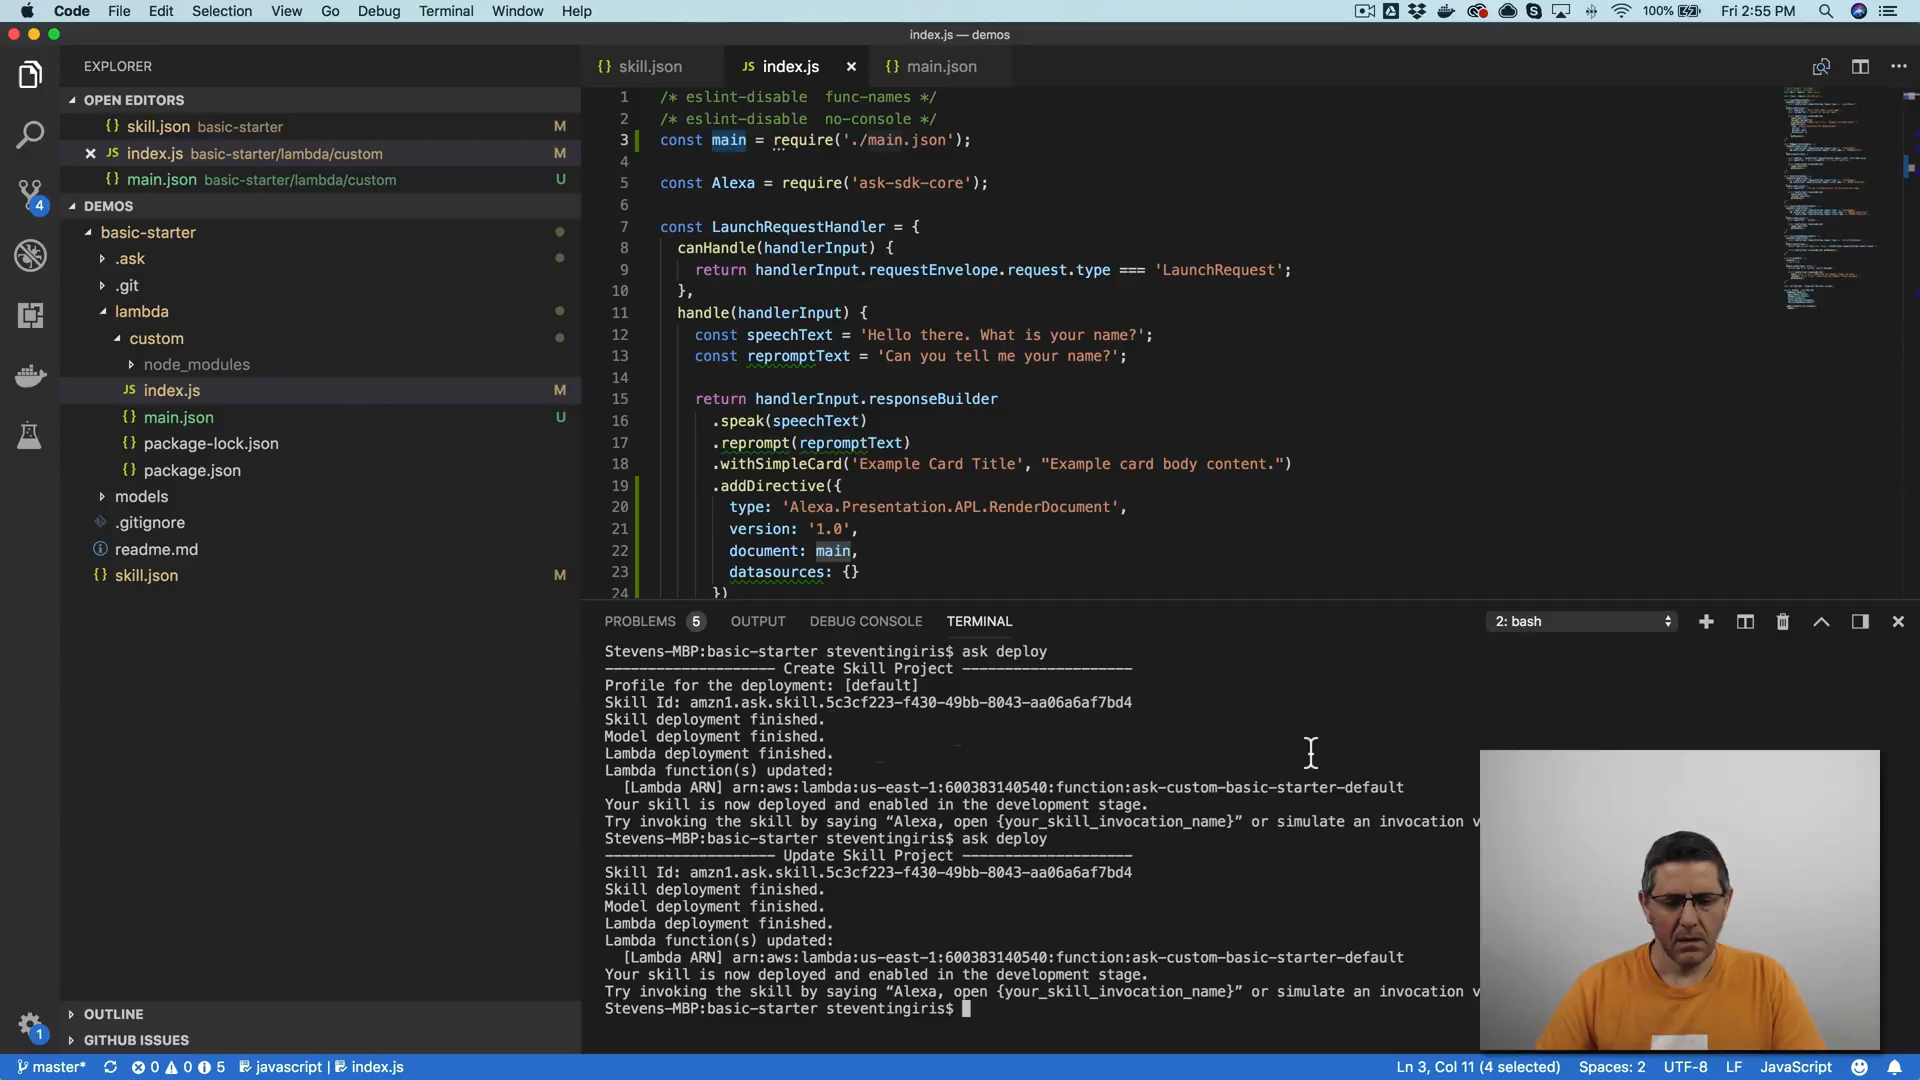 Code File Edit Selection View Go Debug Terminal Window Help
100% Fri 2:55 PM
index.js — demos
EXPLORER
OPEN EDITORS
skill.json basic-starter M
index.js basic-starter/lambda/custom M
main.json basic-starter/lambda/custom U
DEMOS
basic-starter
.ask
.git
lambda
custom
node_modules
index.js M
main.json U
package-lock.json
package.json
models
.gitignore
readme.md
skill.json M
OUTLINE
GITHUB ISSUES
4
1
skill.json index.js main.json
1 /* eslint-disable  func-names */
2 /* eslint-disable  no-console */
3 const main = require('./main.json');
4
5 const Alexa = require('ask-sdk-core');
6
7 const LaunchRequestHandler = {
8 canHandle(handlerInput) {
9 return handlerInput.requestEnvelope.request.type === 'LaunchRequest';
10 },
11 handle(handlerInput) {
12 const speechText = 'Hello there. What is your name?';
13 const repromptText = 'Can you tell me your name?';
14
15 return handlerInput.responseBuilder
16 .speak(speechText)
17 .reprompt(repromptText)
18 .withSimpleCard('Example Card Title', "Example card body content.")
19 .addDirective({
20 type: 'Alexa.Presentation.APL.RenderDocument',
21 version: '1.0',
22 document: main,
23 datasources: {}
24 })
PROBLEMS 5 OUTPUT DEBUG CONSOLE TERMINAL 2: bash
Stevens-MBP:basic-starter steventingiris$ ask deploy
-------------------- Create Skill Project --------------------
Profile for the deployment: [default]
Skill Id: amzn1.ask.skill.5c3cf223-f430-49bb-8043-aa06a6af7bd4
Skill deployment finished.
Model deployment finished.
Lambda deployment finished.
Lambda function(s) updated:
[Lambda ARN] arn:aws:lambda:us-east-1:600383140540:function:ask-custom-basic-starter-default
Your skill is now deployed and enabled in the development stage.
Try invoking the skill by saying “Alexa, open {your_skill_invocation_name}” or simulate an invocation v
Stevens-MBP:basic-starter steventingiris$ ask deploy
-------------------- Update Skill Project --------------------
Skill Id: amzn1.ask.skill.5c3cf223-f430-49bb-8043-aa06a6af7bd4
Skill deployment finished.
Model deployment finished.
Lambda deployment finished.
Lambda function(s) updated:
[Lambda ARN] arn:aws:lambda:us-east-1:600383140540:function:ask-custom-basic-starter-default
Your skill is now deployed and enabled in the development stage.
Try invoking the skill by saying “Alexa, open {your_skill_invocation_name}” or simulate an invocation v
Stevens-MBP:basic-starter steventingiris$
master* 0 0 5 javascript | index.js Ln 3, Col 11 (4 selected) Spaces: 2 UTF-8 LF JavaScript